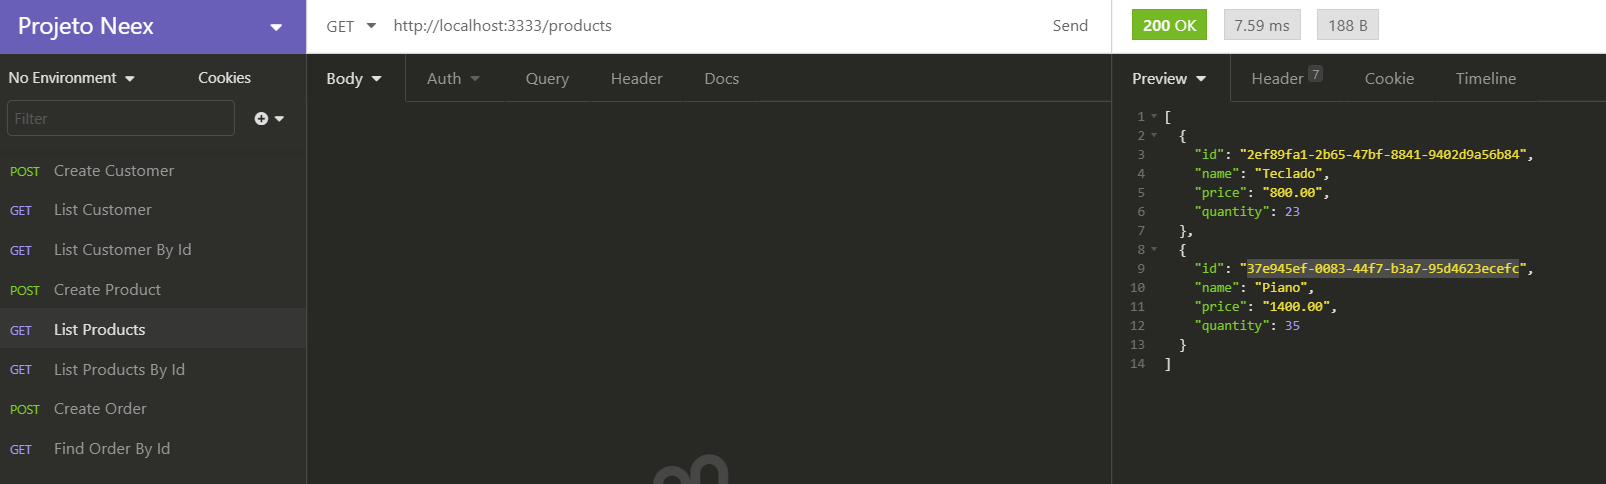 Projeto Neex
No Environment
Cookies
Filter
POST Create Customer
GET List Customer
GET List Customer By Id
POST Create Product
GET List Products
GET List Products By Id
POST Create Order
GET Find Order By Id
GET http://localhost:3333/products Send
Body Auth Query Header Docs
200 OK 7.59 ms 188 B
Preview Header 7 Cookie Timeline
1 [
2 {
3 "id": "2ef89fa1-2b65-47bf-8841-9402d9a56b84",
4 "name": "Teclado",
5 "price": "800.00",
6 "quantity": 23
7 },
8 {
9 "id": "37e945ef-0083-44f7-b3a7-95d4623ecefc",
10 "name": "Piano",
11 "price": "1400.00",
12 "quantity": 35
13 }
14 ]